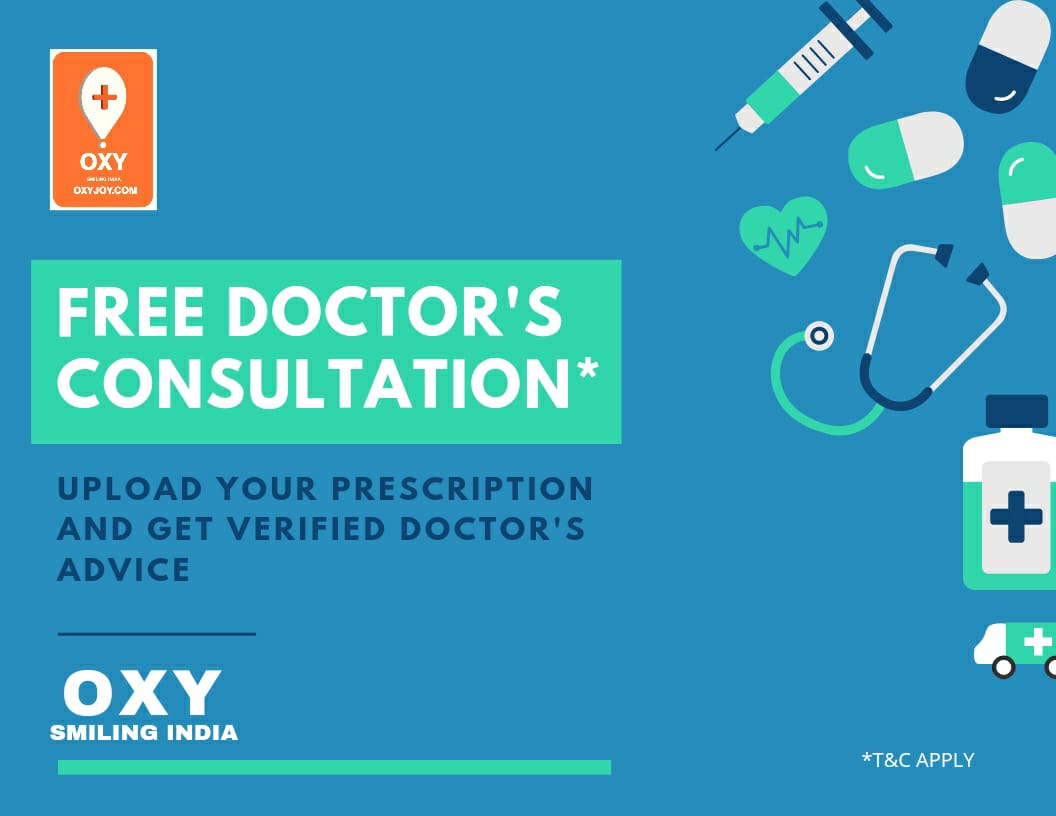 OXY
SMILING INDIA
OXYJOY.COM
FREE DOCTOR'S
CONSULTATION*
UPLOAD YOUR PRESCRIPTION
AND GET VERIFIED DOCTOR'S
ADVICE
OXY
SMILING INDIA
*T&C APPLY